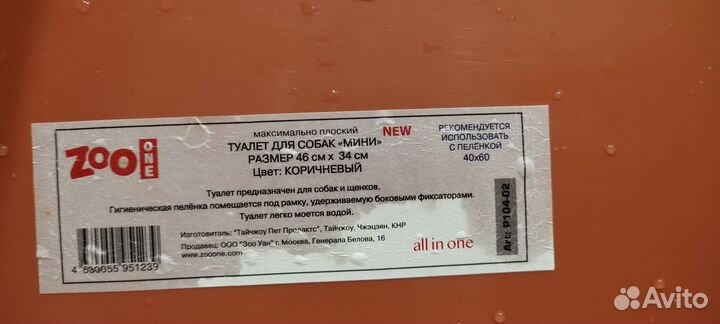 ZOO ONE
максимально плоский NEW
ТУАЛЕТ ДЛЯ СОБАК «МИНИ»
РАЗМЕР 46 см х 34 см
Цвет: КОРИЧНЕВЫЙ
РЕКОМЕНДУЕТСЯ
ИСПОЛЬЗОВАТЬ
С ПЕЛЁНКОЙ
40х60
Туалет предназначен для собак и щенков.
Гигиеническая пелёнка помещается под рамку, удерживаемую боковыми фиксаторами.
Туалет легко моется водой.
Изготовитель: "Тайчжоу Пет Продактс", Тайчжоу, Чжэцзян, КНР
Продавец: ООО "Зоо Уан" г. Москва, Генерала Белова, 16
www.zooone.com
all in one
Art.: P104-02
4 630055 951239
Avito